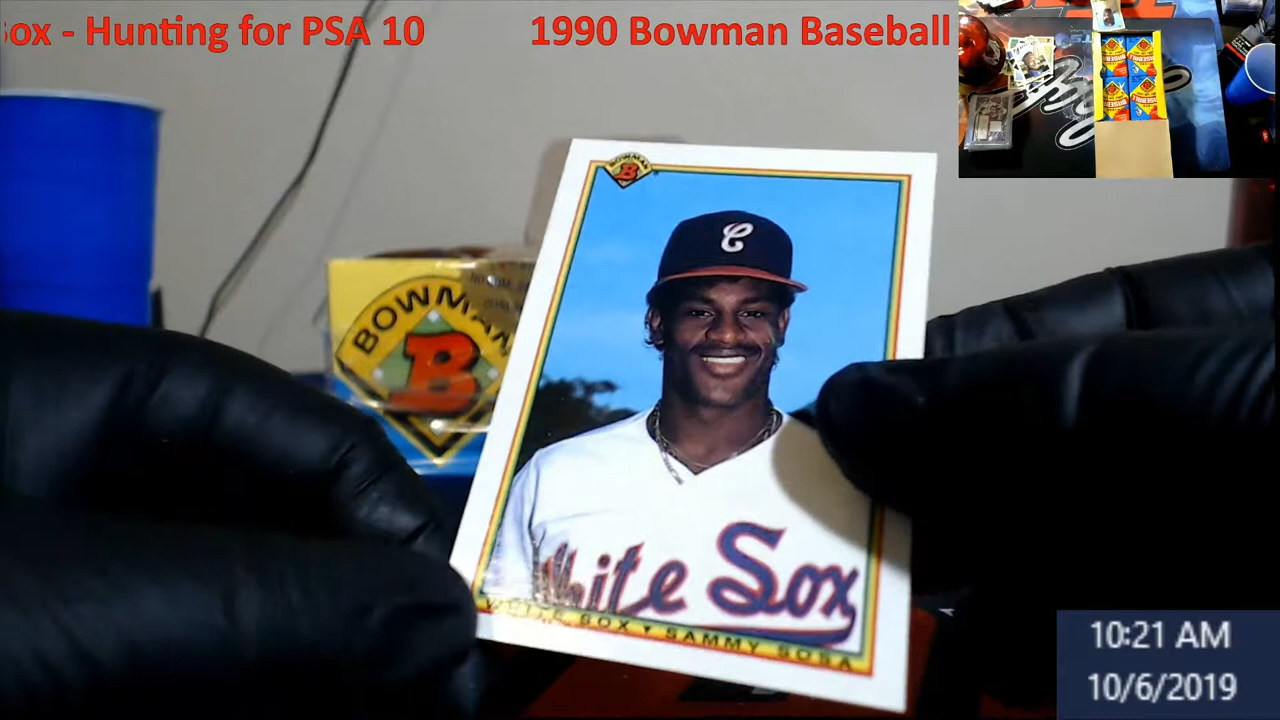 ox - Hunting for PSA 10
1990 Bowman Baseball
BOWMAN
B
BOWMAN
B
C
White Sox
WHITE SOX ▾ SAMMY SOSA
10:21 AM
10/6/2019